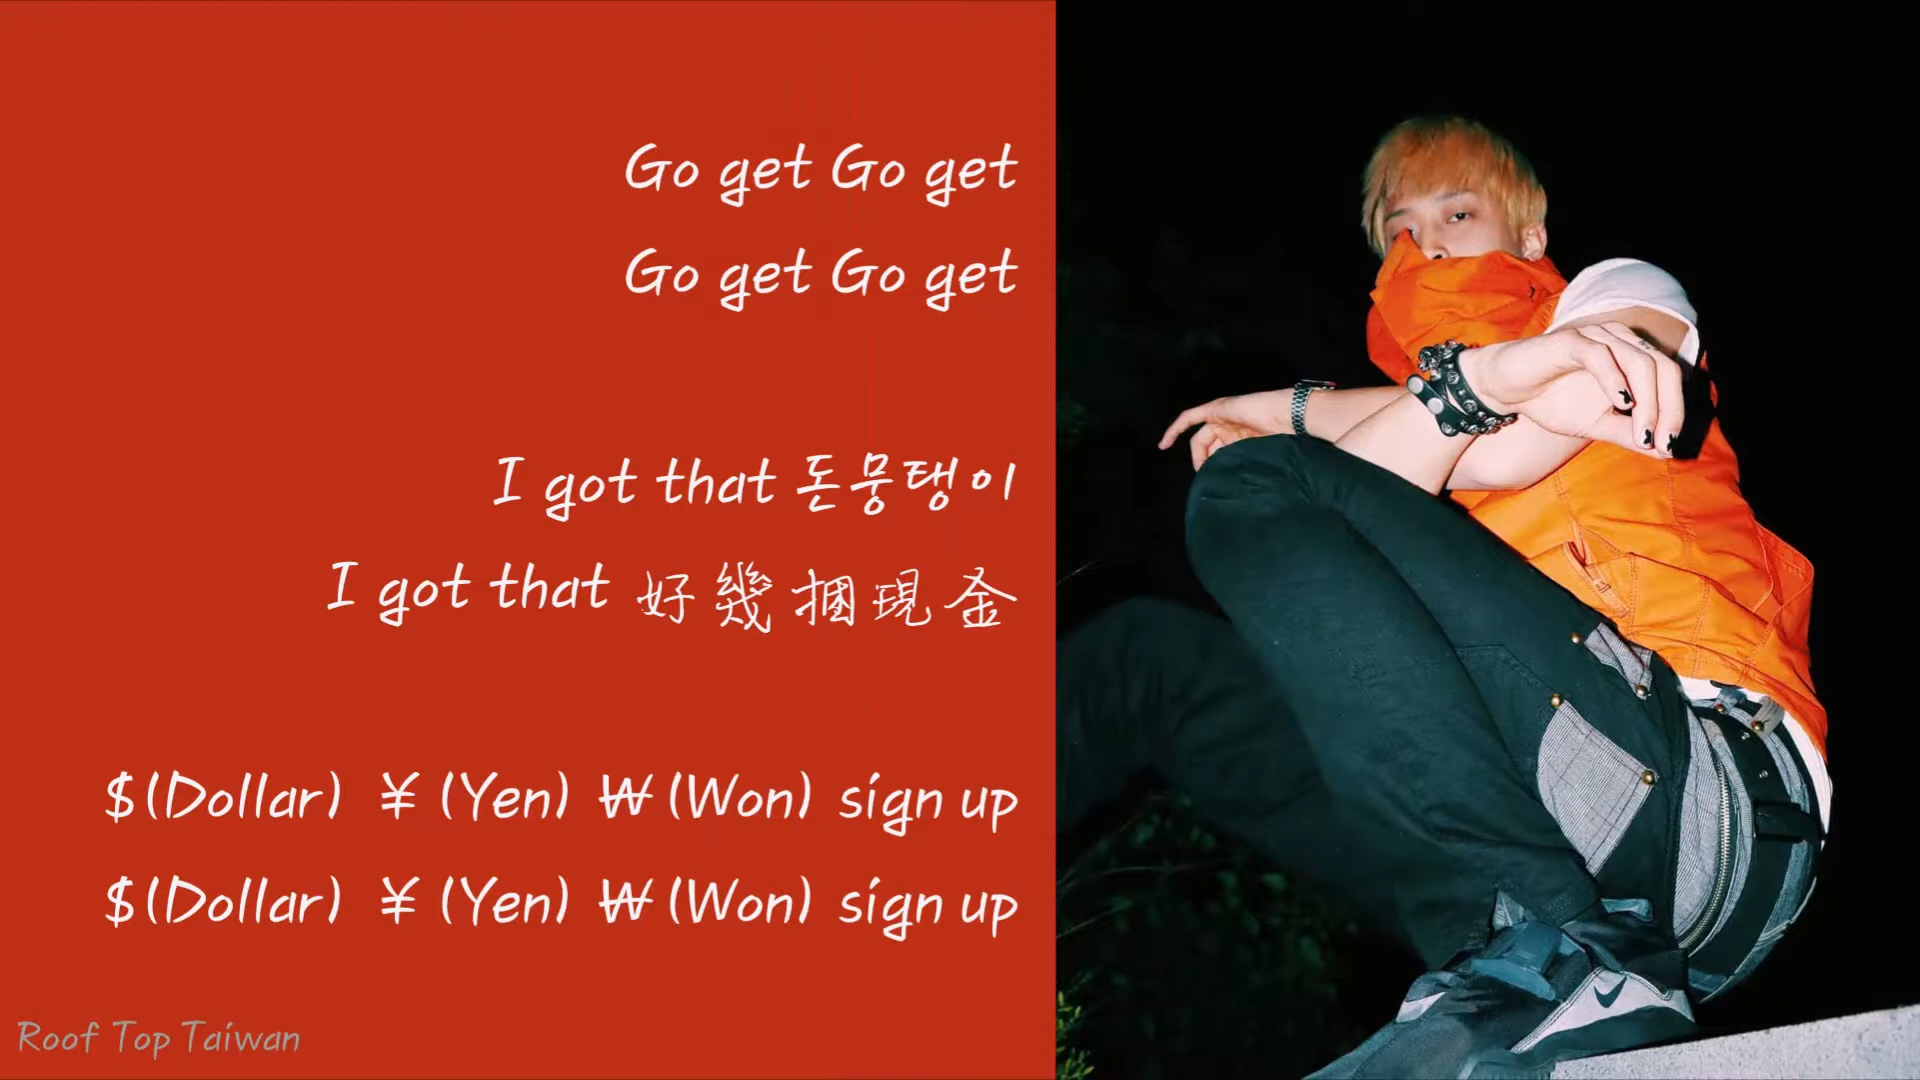 Go get Go get
Go get Go get
I got that 돈뭉탱이
I got that 好幾捆現金
$(Dollar) ¥(Yen) ₩(Won) sign up
$(Dollar) ¥(Yen) ₩(Won) sign up
Roof Top Taiwan